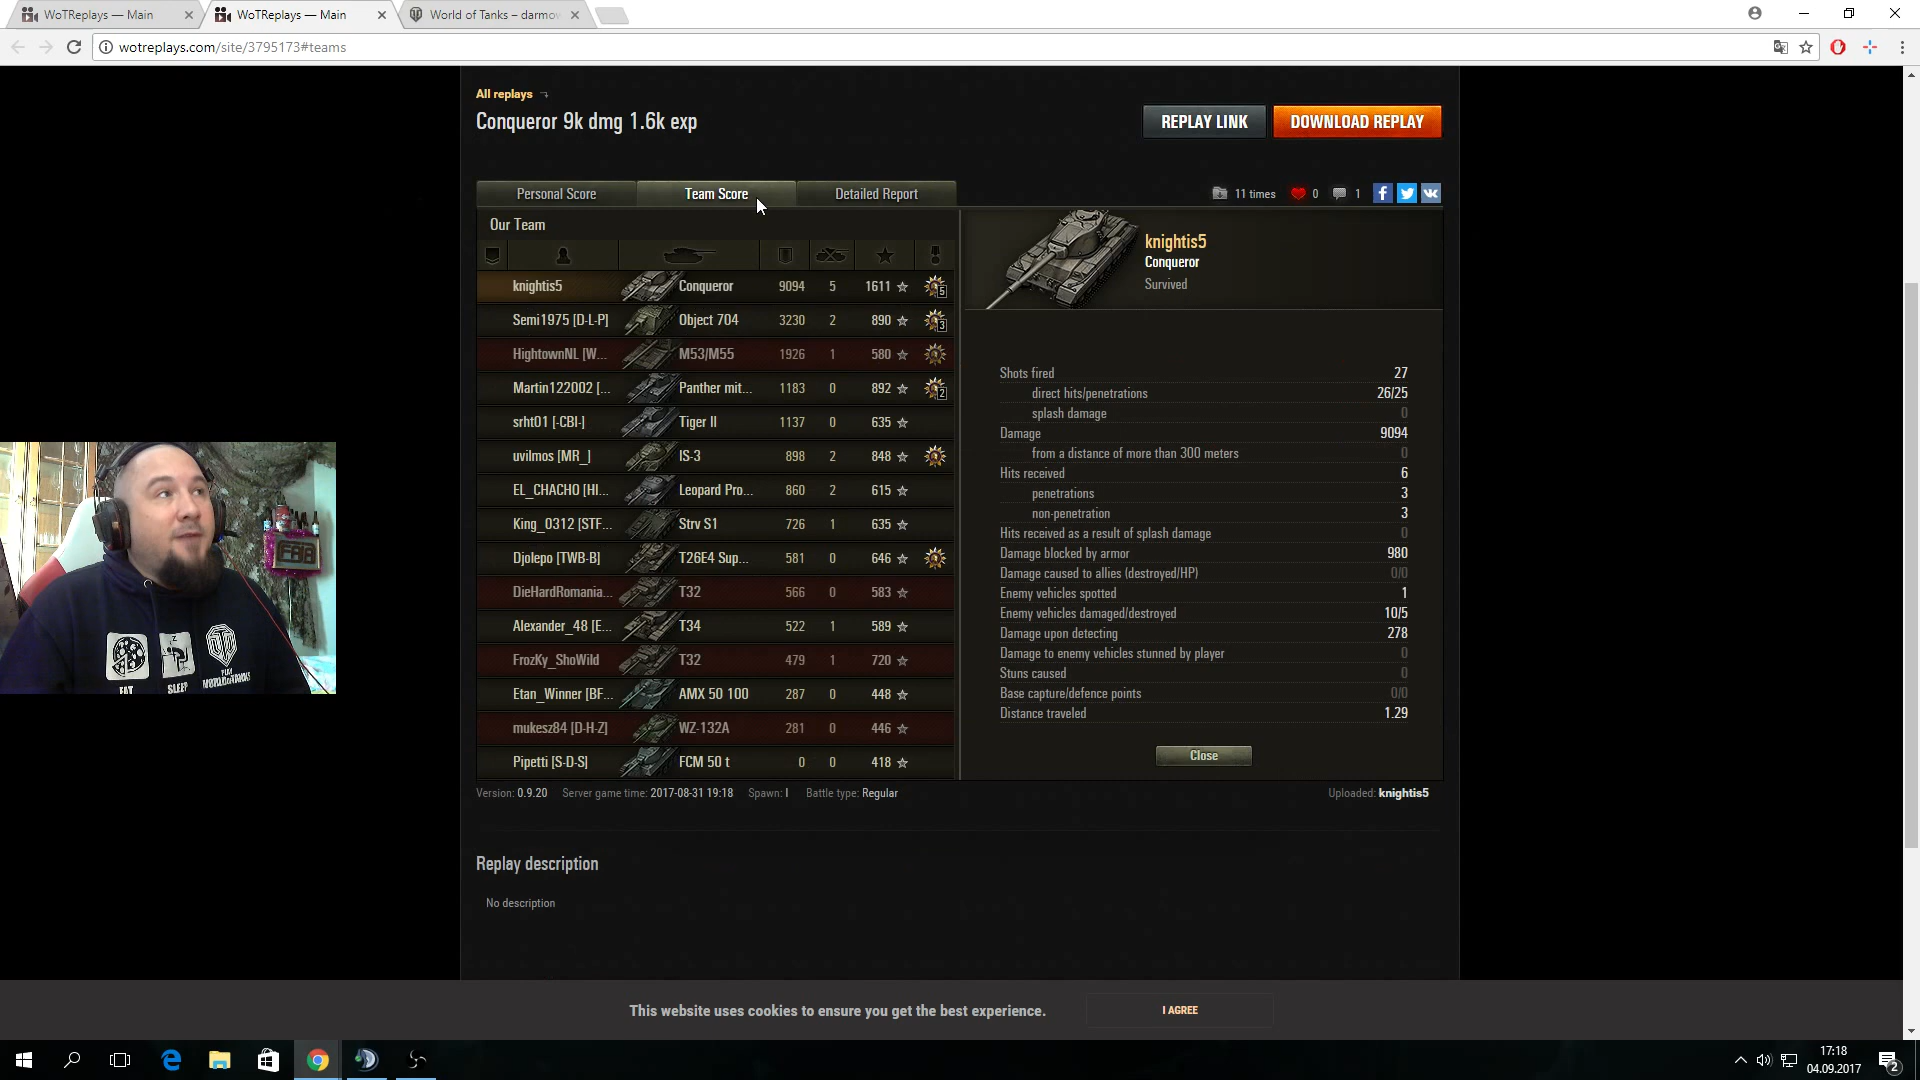 WoTReplays — Main
WoTReplays — Main
World of Tanks – darmow
wotreplays.com/site/3795173#teams
All replays
Conqueror 9k dmg 1.6k exp
REPLAY LINK
DOWNLOAD REPLAY
Personal Score
Team Score
Detailed Report
11 times
0
1
Our Team
knightis5 Conqueror 9094 5 1611 5
Semi1975 [D-L-P] Object 704 3230 2 890 3
HightownNL [W... M53/M55 1926 1 580
Martin122002 [... Panther mit... 1183 0 892 2
srht01 [-CBI-] Tiger II 1137 0 635
uvilmos [MR_] IS-3 898 2 848
EL_CHACHO [HI... Leopard Pro... 860 2 615
King_0312 [STF... Strv S1 726 1 635
Djolepo [TWB-B] T26E4 Sup... 581 0 646
DieHardRomania... T32 566 0 583
Alexander_48 [E... T34 522 1 589
FrozKy_ShoWild T32 479 1 720
Etan_Winner [BF... AMX 50 100 287 0 448
mukesz84 [D-H-Z] WZ-132A 281 0 446
Pipetti [S-D-S] FCM 50 t 0 0 418
knightis5
Conqueror
Survived
Shots fired 27
direct hits/penetrations 26/25
splash damage 0
Damage 9094
from a distance of more than 300 meters 0
Hits received 6
penetrations 3
non-penetration 3
Hits received as a result of splash damage 0
Damage blocked by armor 980
Damage caused to allies (destroyed/HP) 0/0
Enemy vehicles spotted 1
Enemy vehicles damaged/destroyed 10/5
Damage upon detecting 278
Damage to enemy vehicles stunned by player 0
Stuns caused 0
Base capture/defence points 0/0
Distance traveled 1.29
Close
Version: 0.9.20 Server game time: 2017-08-31 19:18 Spawn: I Battle type: Regular
Uploaded: knightis5
Replay description
No description
EAT
SLEEP
PLAY
WORLD OF TANKS
This website uses cookies to ensure you get the best experience.
I AGREE
17:18
04.09.2017
2